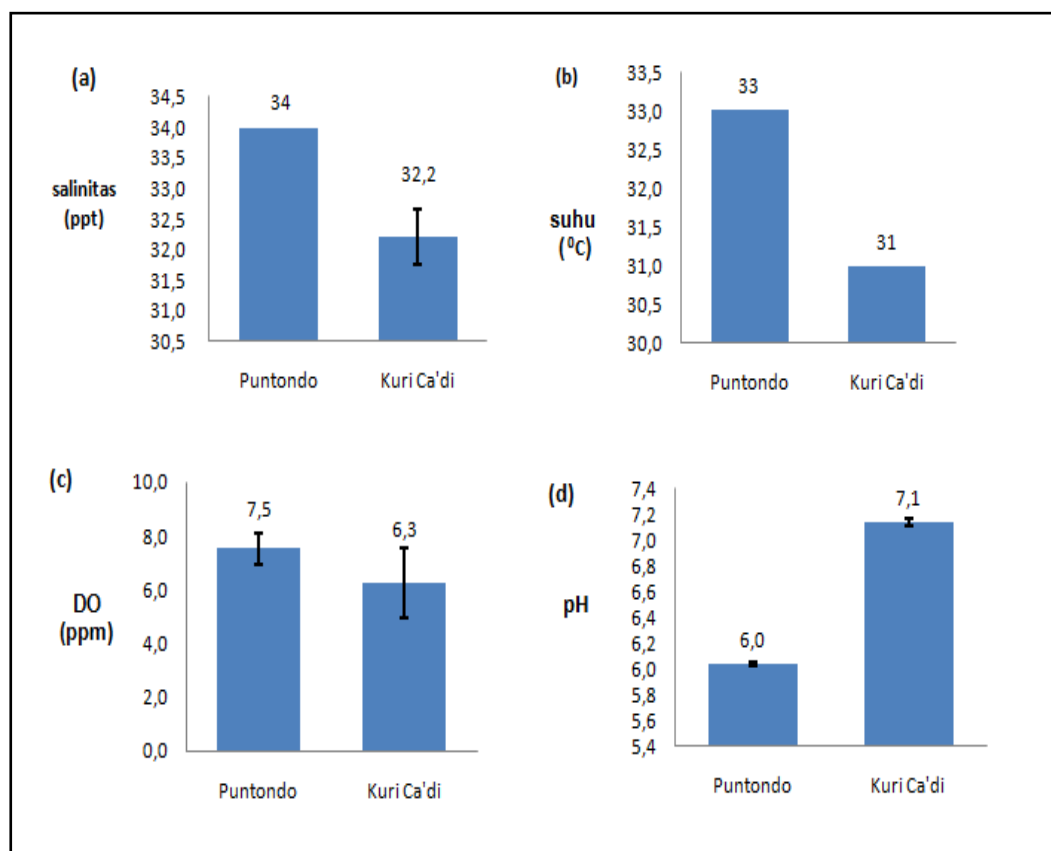 (a)
34,5
34,0
33,5
33,0
32,5
32,0
31,5
31,0
30,5
salinitas
(ppt)
34
32,2
Puntondo
Kuri Ca'di
(b)
33,5
33,0
32,5
32,0
31,5
31,0
30,5
30,0
suhu
(⁰C)
33
31
Puntondo
Kuri Ca'di
(c)
10,0
8,0
6,0
4,0
2,0
0,0
DO
(ppm)
7,5
6,3
Puntondo
Kuri Ca'di
(d)
7,4
7,2
7,0
6,8
6,6
6,4
6,2
6,0
5,8
5,6
5,4
pH
6,0
7,1
Puntondo
Kuri Ca'di